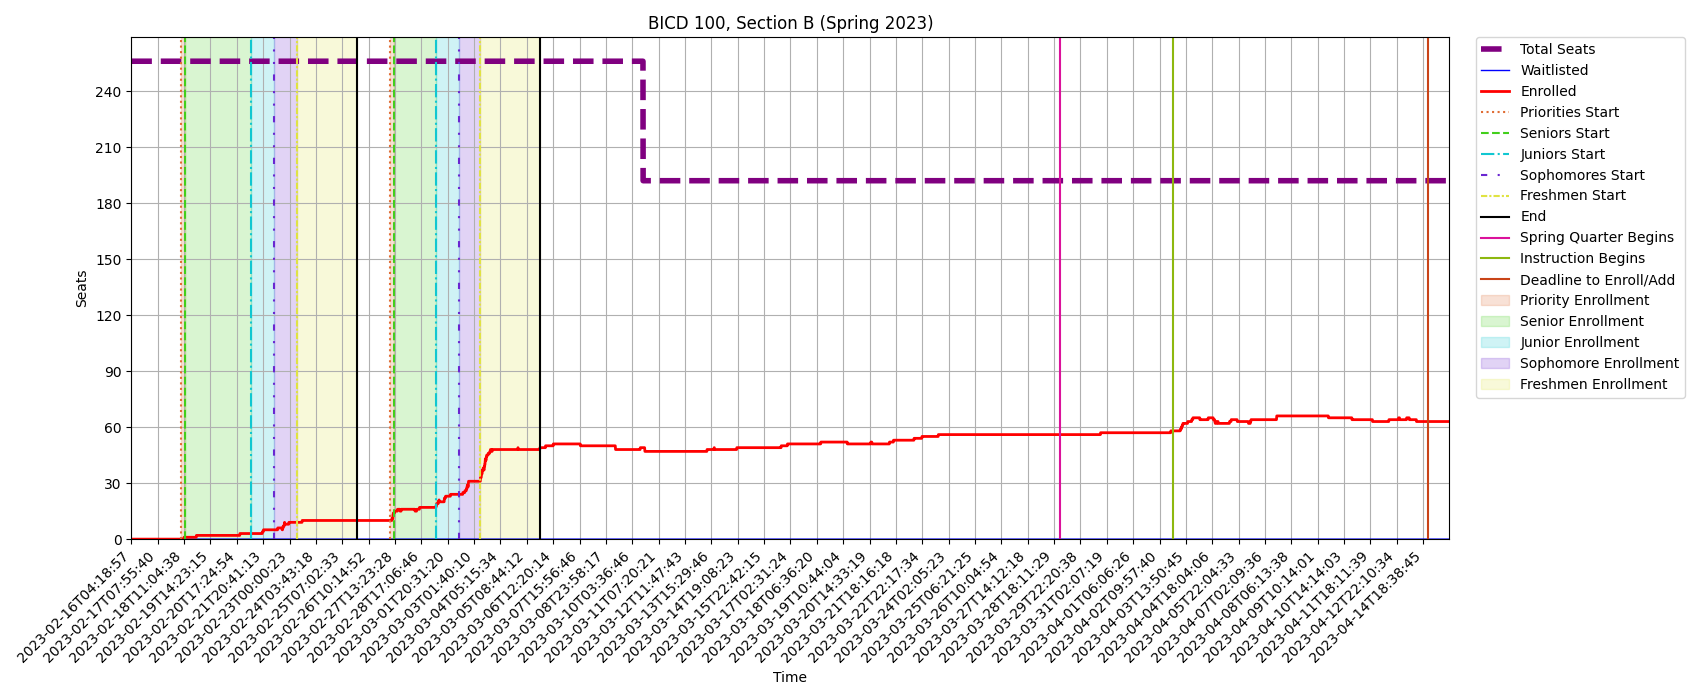 BICD 100, Section B (Spring 2023)
Seats
240
210
180
150
120
90
60
30
0
2023-02-16T04:18:57
2023-02-17T07:55:40
2023-02-18T11:04:38
2023-02-19T14:23:15
2023-02-20T17:24:54
2023-02-21T20:41:13
2023-02-23T00:00:23
2023-02-24T03:43:18
2023-02-25T07:02:33
2023-02-26T10:14:52
2023-02-27T13:23:28
2023-02-28T17:06:46
2023-03-01T20:31:20
2023-03-03T01:40:10
2023-03-04T05:15:34
2023-03-05T08:44:12
2023-03-06T12:20:14
2023-03-07T15:56:46
2023-03-08T23:58:17
2023-03-10T03:36:46
2023-03-11T07:20:21
2023-03-12T11:47:43
2023-03-13T15:29:46
2023-03-14T19:08:23
2023-03-15T22:42:15
2023-03-17T02:31:24
2023-03-18T06:36:20
2023-03-19T10:44:04
2023-03-20T14:33:19
2023-03-21T18:16:18
2023-03-22T22:17:34
2023-03-24T02:05:23
2023-03-25T06:21:25
2023-03-26T10:04:54
2023-03-27T14:12:18
2023-03-28T18:11:29
2023-03-29T22:20:38
2023-03-31T02:07:19
2023-04-01T06:06:26
2023-04-02T09:57:40
2023-04-03T13:50:45
2023-04-04T18:04:06
2023-04-05T22:04:33
2023-04-07T02:09:36
2023-04-08T06:13:38
2023-04-09T10:14:01
2023-04-10T14:14:03
2023-04-11T18:11:39
2023-04-12T22:10:34
2023-04-14T18:38:45
Time
Total Seats
Waitlisted
Enrolled
Priorities Start
Seniors Start
Juniors Start
Sophomores Start
Freshmen Start
End
Spring Quarter Begins
Instruction Begins
Deadline to Enroll/Add
Priority Enrollment
Senior Enrollment
Junior Enrollment
Sophomore Enrollment
Freshmen Enrollment